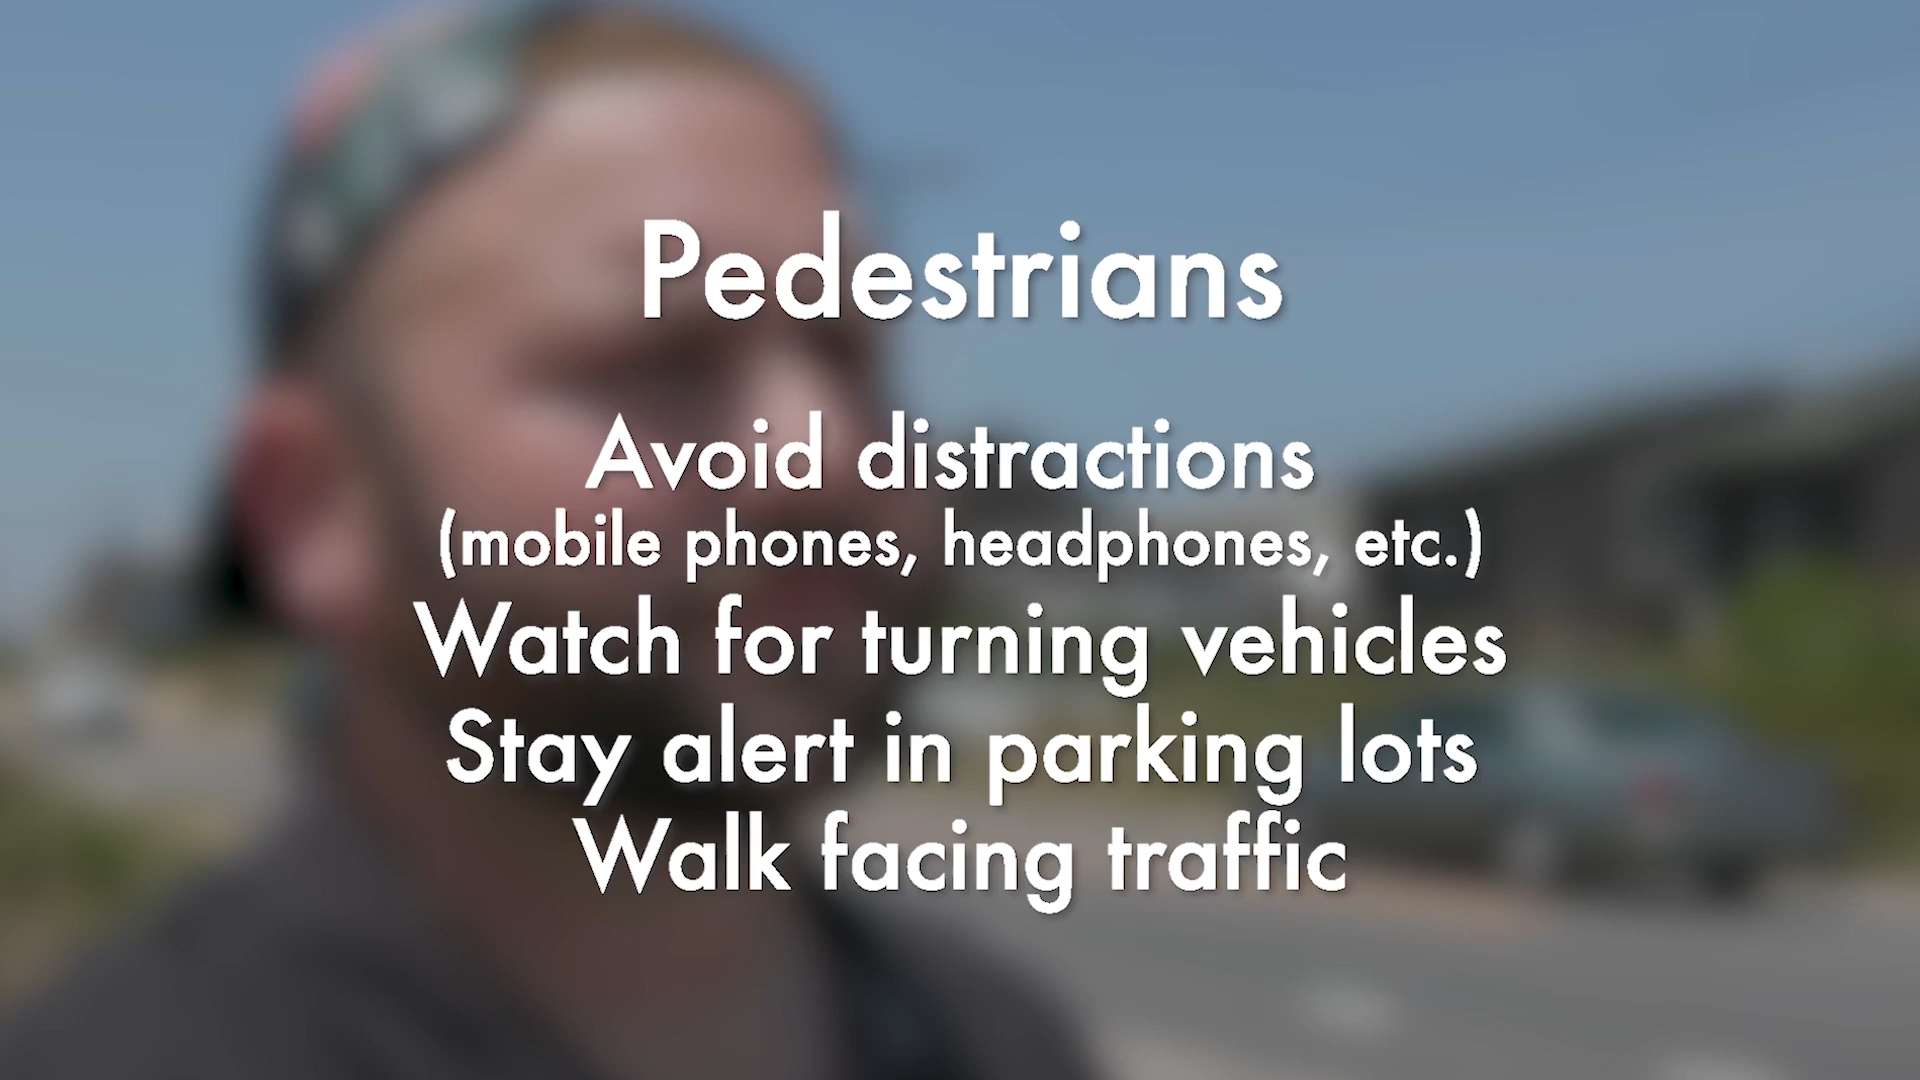 Pedestrians
Avoid distractions
(mobile phones, headphones, etc.)
Watch for turning vehicles
Stay alert in parking lots
Walk facing traffic